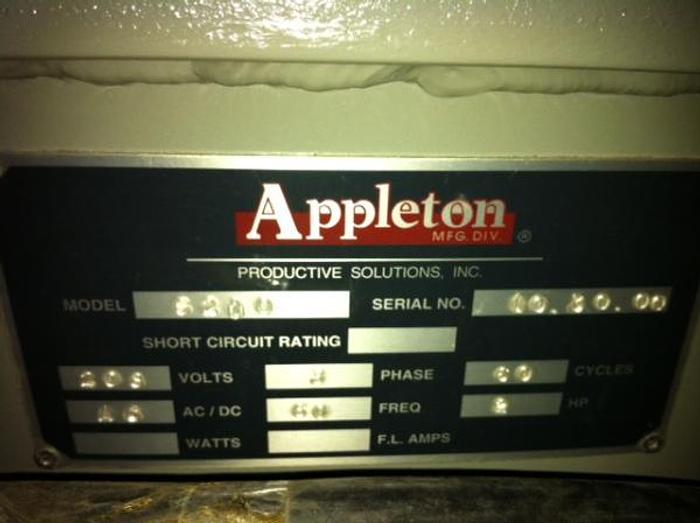 Appleton
MFG. DIV. ®
PRODUCTIVE SOLUTIONS, INC.
MODEL
SERIAL NO.
SHORT CIRCUIT RATING
VOLTS PHASE 60 CYCLES
AC / DC FREQ HP
WATTS F.L. AMPS